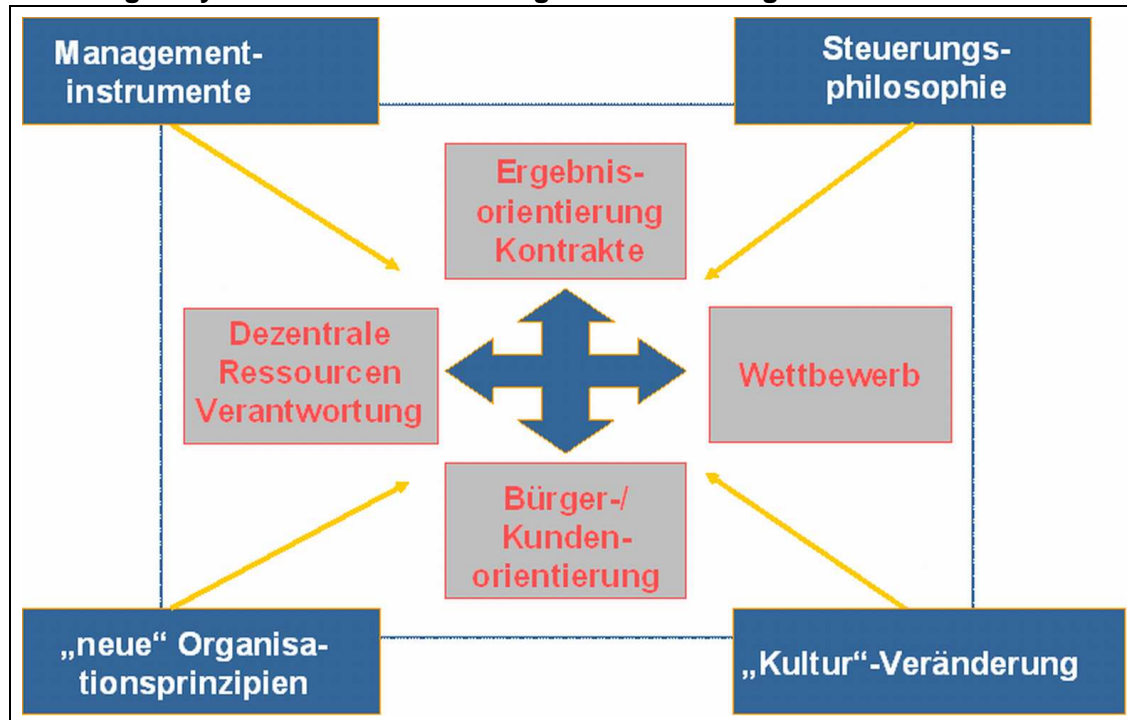 Management-
instrumente
Steuerungs-
philosophie
Ergebnis-
orientierung
Kontrakte
Dezentrale
Ressourcen
Verantwortung
Wettbewerb
Bürger-/
Kunden-
orientierung
„neue“ Organisa-
tionsprinzipien
„Kultur“-Veränderung